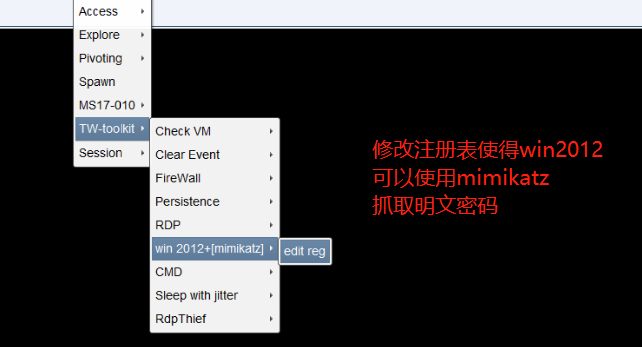 Access
Explore
Pivoting
Spawn
MS17-010
TW-toolkit
Session
Check VM
Clear Event
FireWall
Persistence
RDP
win 2012+[mimikatz]
edit reg
CMD
Sleep with jitter
RdpThief
修改注册表使得win2012
可以使用mimikatz
抓取明文密码